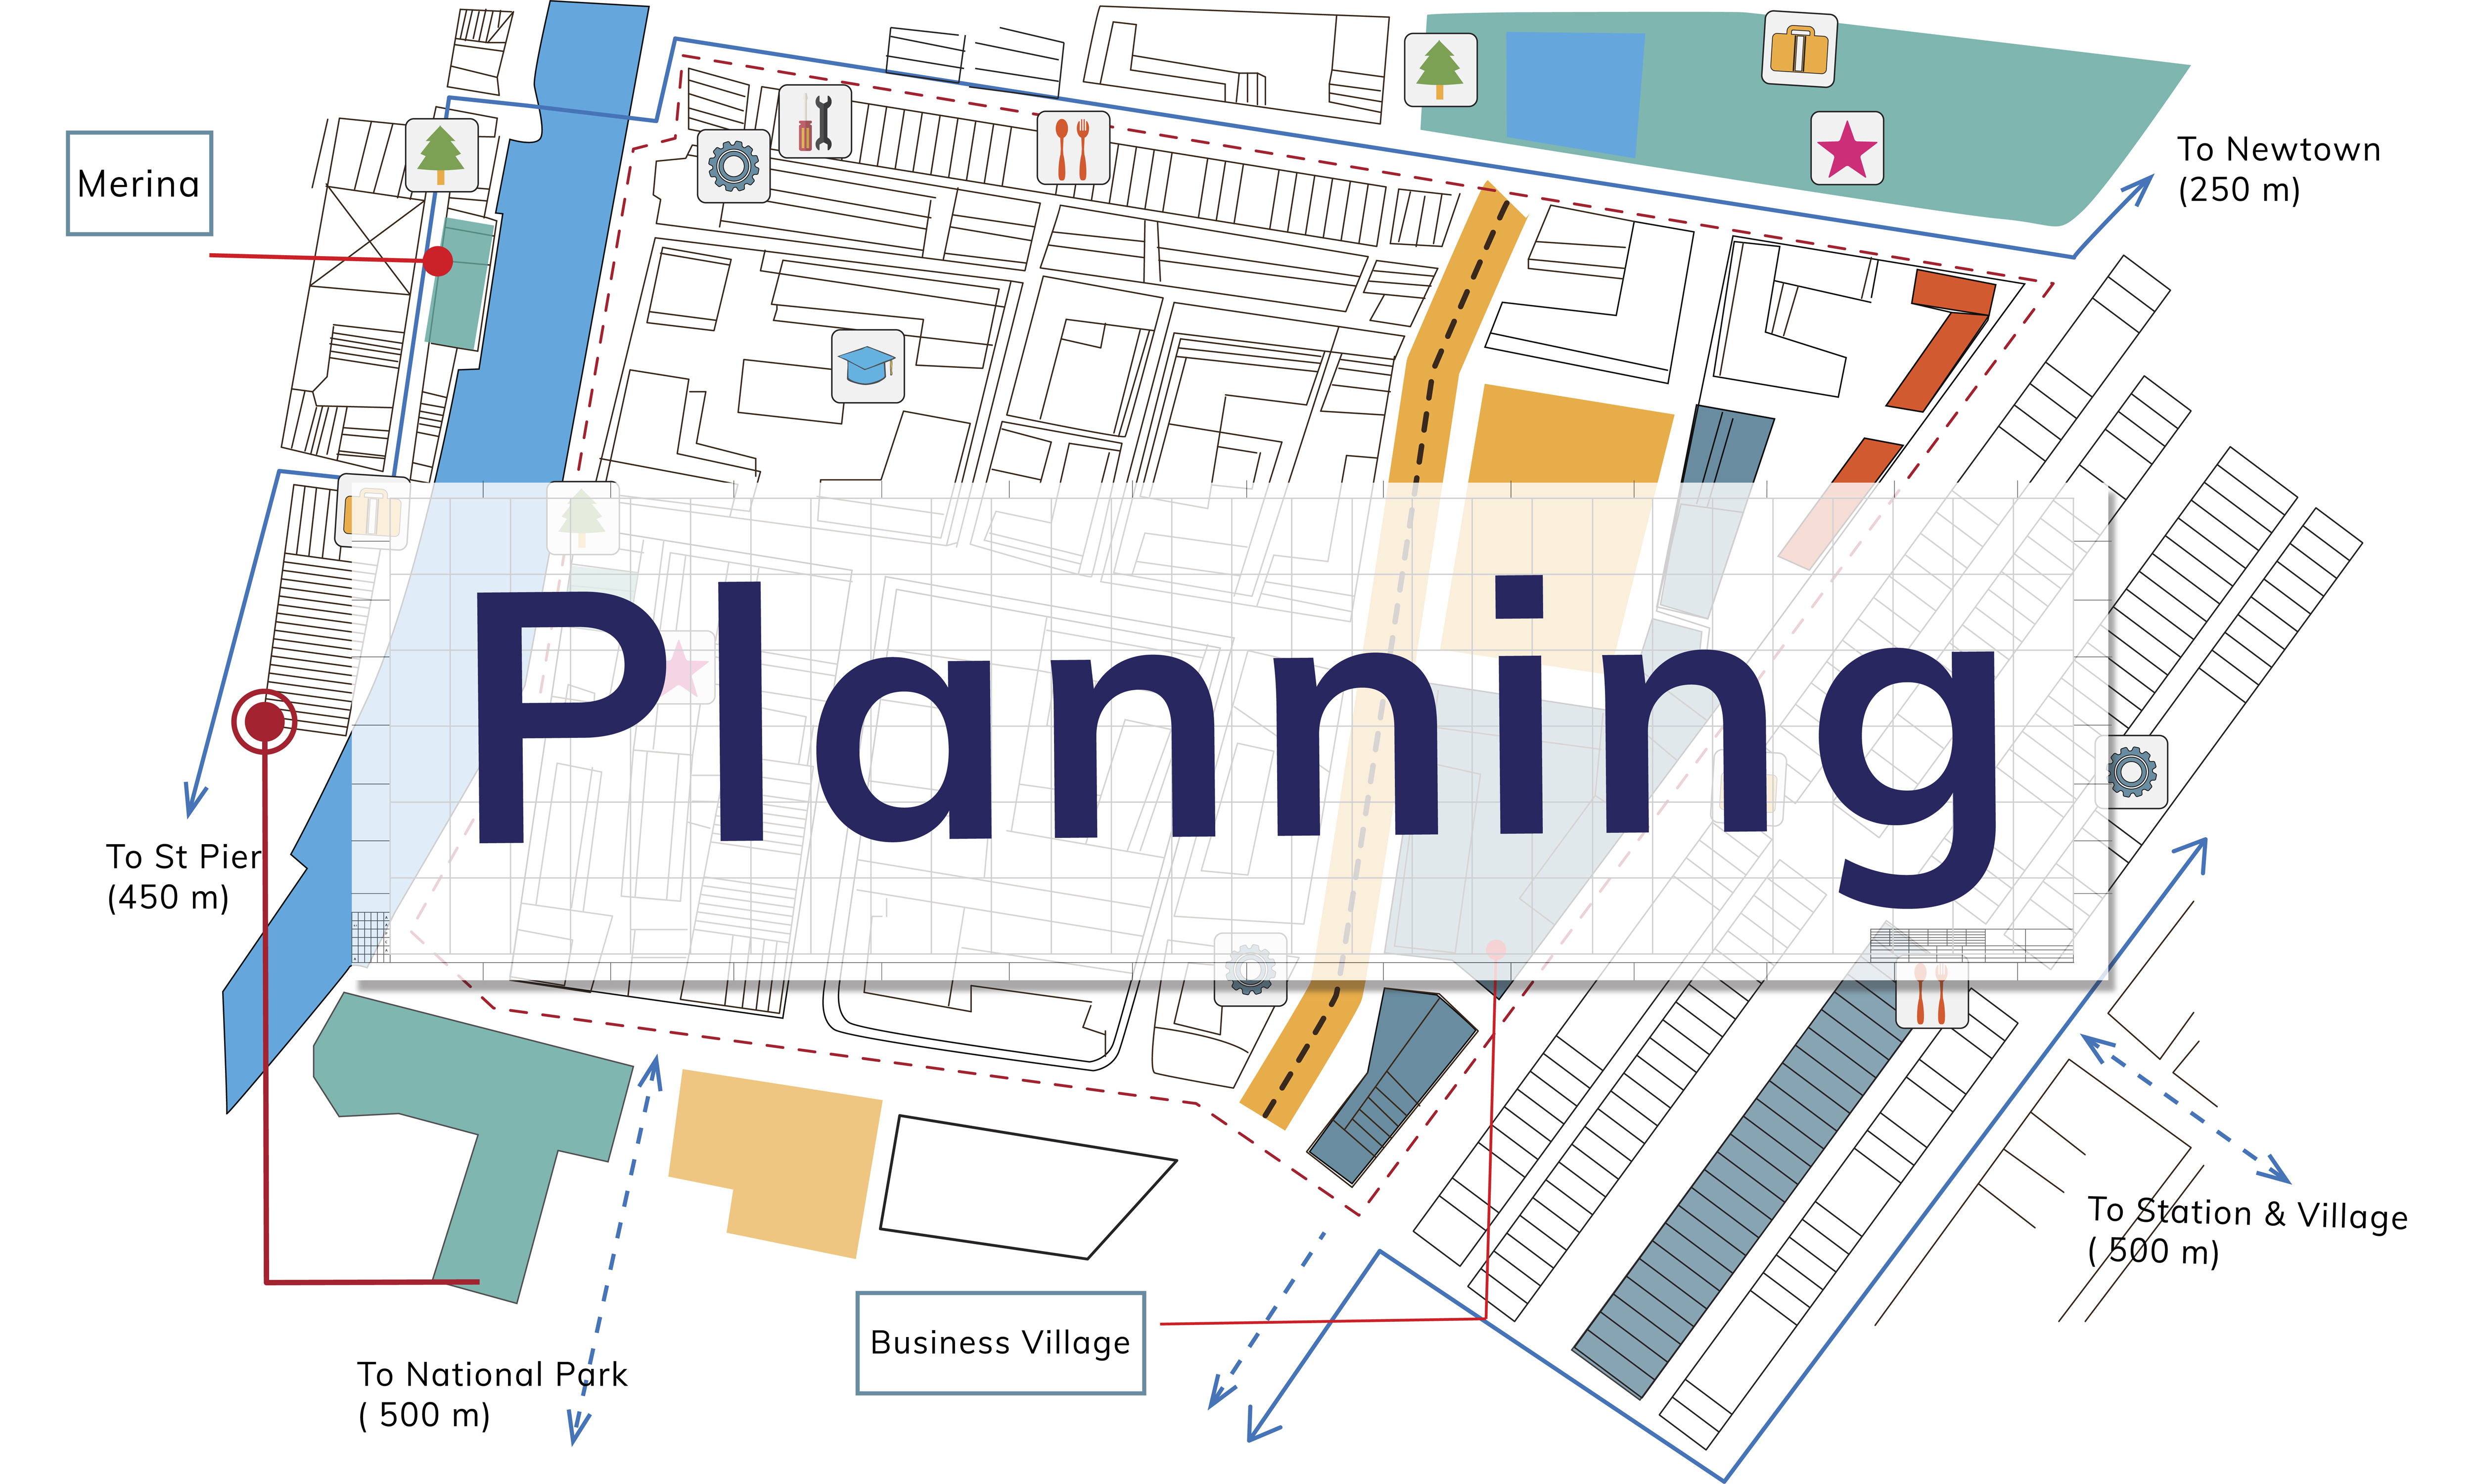 To Newtown
(250 m)
Merina
Planning
To St Pier
(450 m)
To Station & Village
( 500 m)
Business Village
To National Park
( 500 m)